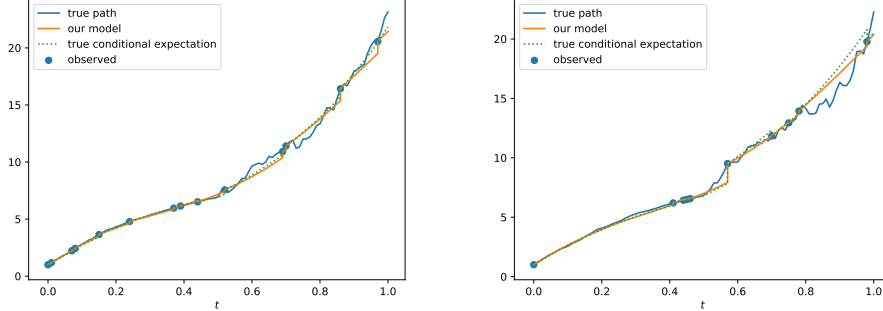 true path
our model
true conditional expectation
observed
20
15
10
5
0
0.0 0.2 0.4 0.6 0.8 1.0
t
true path
our model
true conditional expectation
observed
20
15
10
5
0
0.0 0.2 0.4 0.6 0.8 1.0
t